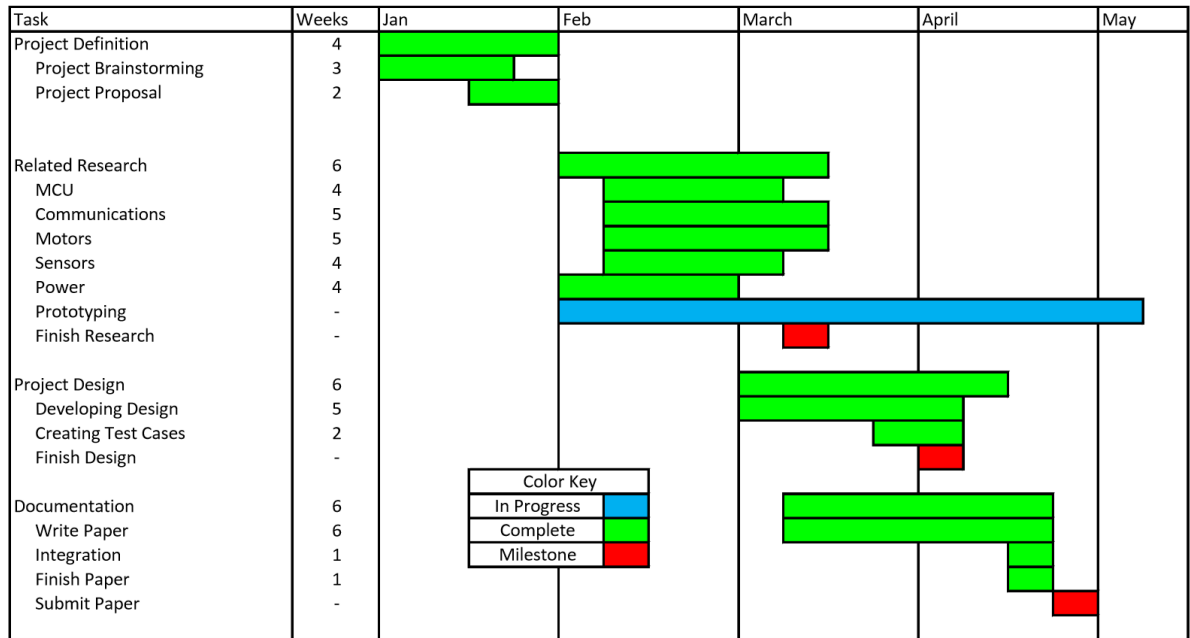 Task Weeks Jan Feb March April May
Project Definition 4
Project Brainstorming 3
Project Proposal 2
Related Research 6
MCU 4
Communications 5
Motors 5
Sensors 4
Power 4
Prototyping -
Finish Research -
Project Design 6
Developing Design 5
Creating Test Cases 2
Finish Design -
Color Key
Documentation 6
In Progress
Write Paper 6
Complete
Integration 1
Milestone
Finish Paper 1
Submit Paper -